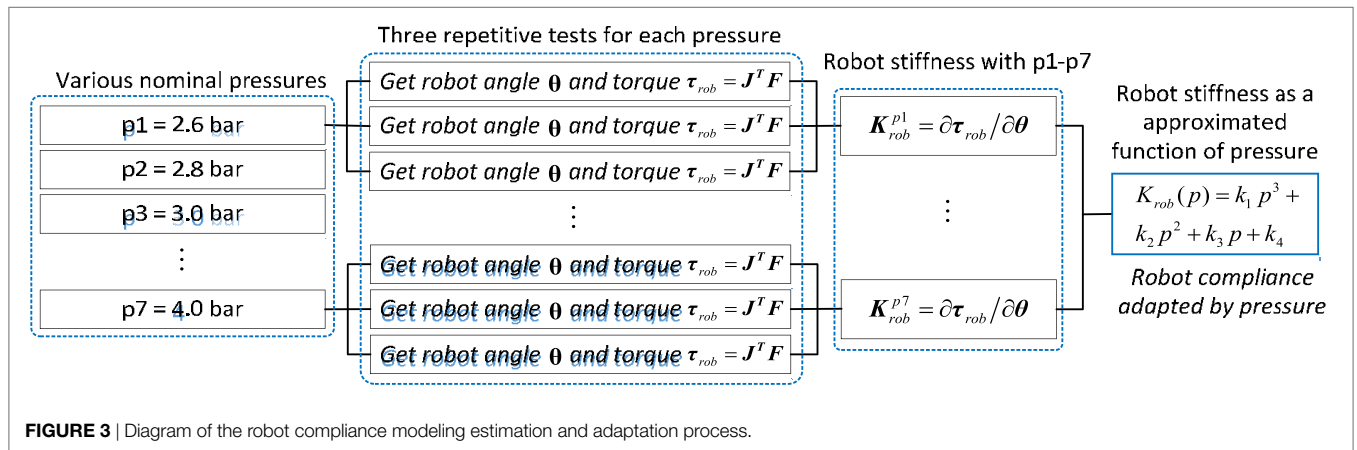 Three repetitive tests for each pressure
Various nominal pressures
p1 = 2.6 bar
p2 = 2.8 bar
p3 = 3.0 bar
⋮
p7 = 4.0 bar
Get robot angle θ and torque τ_rob = J^T F
Get robot angle θ and torque τ_rob = J^T F
Get robot angle θ and torque τ_rob = J^T F
⋮
Get robot angle θ and torque τ_rob = J^T F
Get robot angle θ and torque τ_rob = J^T F
Get robot angle θ and torque τ_rob = J^T F
Robot stiffness with p1-p7
K_rob^p1 = ∂τ_rob/∂θ
⋮
K_rob^p7 = ∂τ_rob/∂θ
Robot stiffness as a
approximated
function of pressure
K_rob(p) = k_1 p^3 +
k_2 p^2 + k_3 p + k_4
Robot compliance
adapted by pressure
FIGURE 3 | Diagram of the robot compliance modeling estimation and adaptation process.